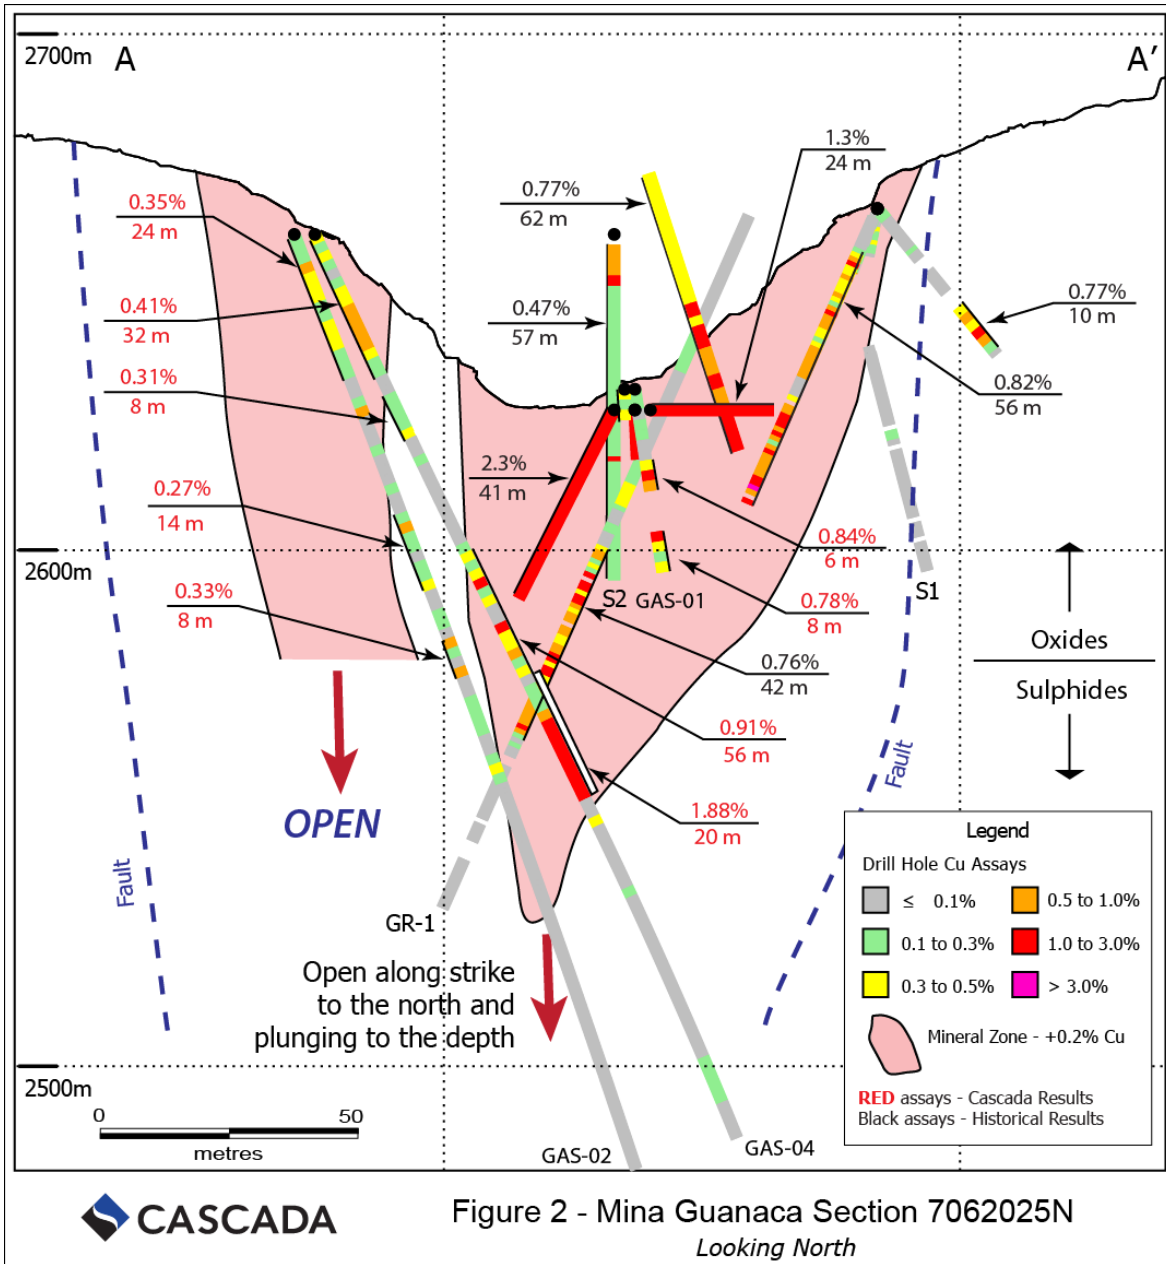 2700m
A
A′
1.3%
24 m
0.77%
62 m
0.35%
24 m
0.41%
32 m
0.47%
57 m
0.77%
10 m
0.31%
8 m
0.82%
56 m
2.3%
41 m
0.27%
14 m
0.84%
6 m
2600m
0.33%
8 m
S2
GAS-01
S1
0.78%
8 m
Oxides
Sulphides
0.76%
42 m
0.91%
56 m
Fault
OPEN
1.88%
20 m
Fault
GR-1
Open along strike
to the north and
plunging to the depth
2500m
0 50
metres
GAS-02
GAS-04
Legend
Drill Hole Cu Assays
≤ 0.1%
0.5 to 1.0%
0.1 to 0.3%
1.0 to 3.0%
0.3 to 0.5%
> 3.0%
Mineral Zone - +0.2% Cu
RED assays - Cascada Results
Black assays - Historical Results
CASCADA
Figure 2 - Mina Guanaca Section 7062025N
Looking North